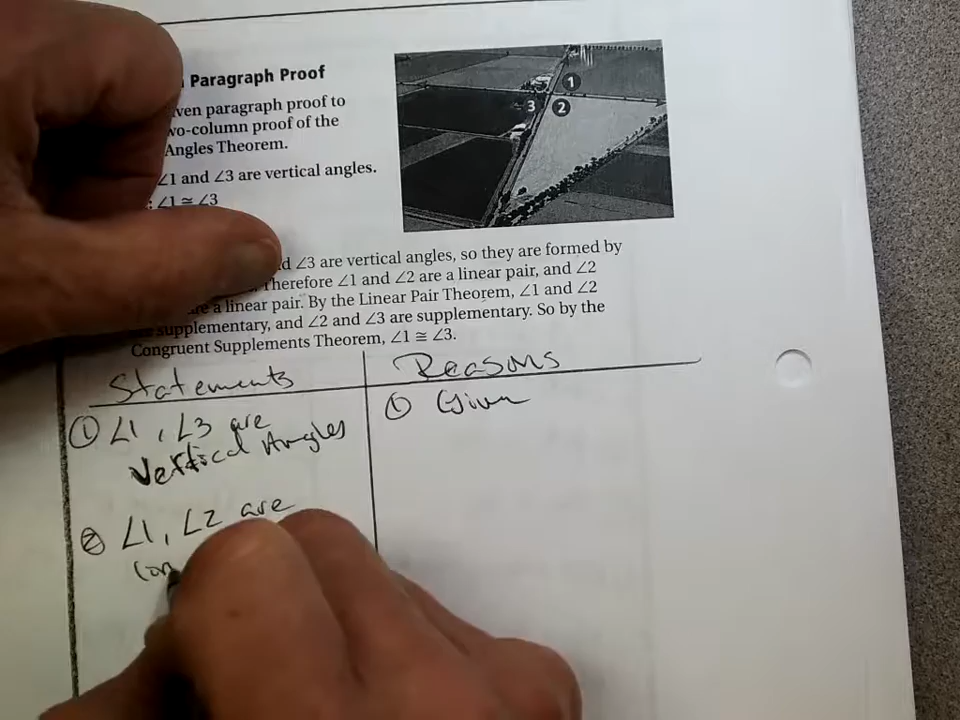 Paragraph Proof
ven paragraph proof to
wo-column proof of the
Angles Theorem.
∠1 and ∠3 are vertical angles.
: ∠1 ≅ ∠3
1
3 2
d ∠3 are vertical angles, so they are formed by
Therefore ∠1 and ∠2 are a linear pair, and ∠2
are a linear pair. By the Linear Pair Theorem, ∠1 and ∠2
supplementary, and ∠2 and ∠3 are supplementary. So by the
Congruent Supplements Theorem, ∠1 ≅ ∠3.
Statements Reasons
① ∠1, ∠3 are ① Given
Vertical Angles
② ∠1, ∠2 are